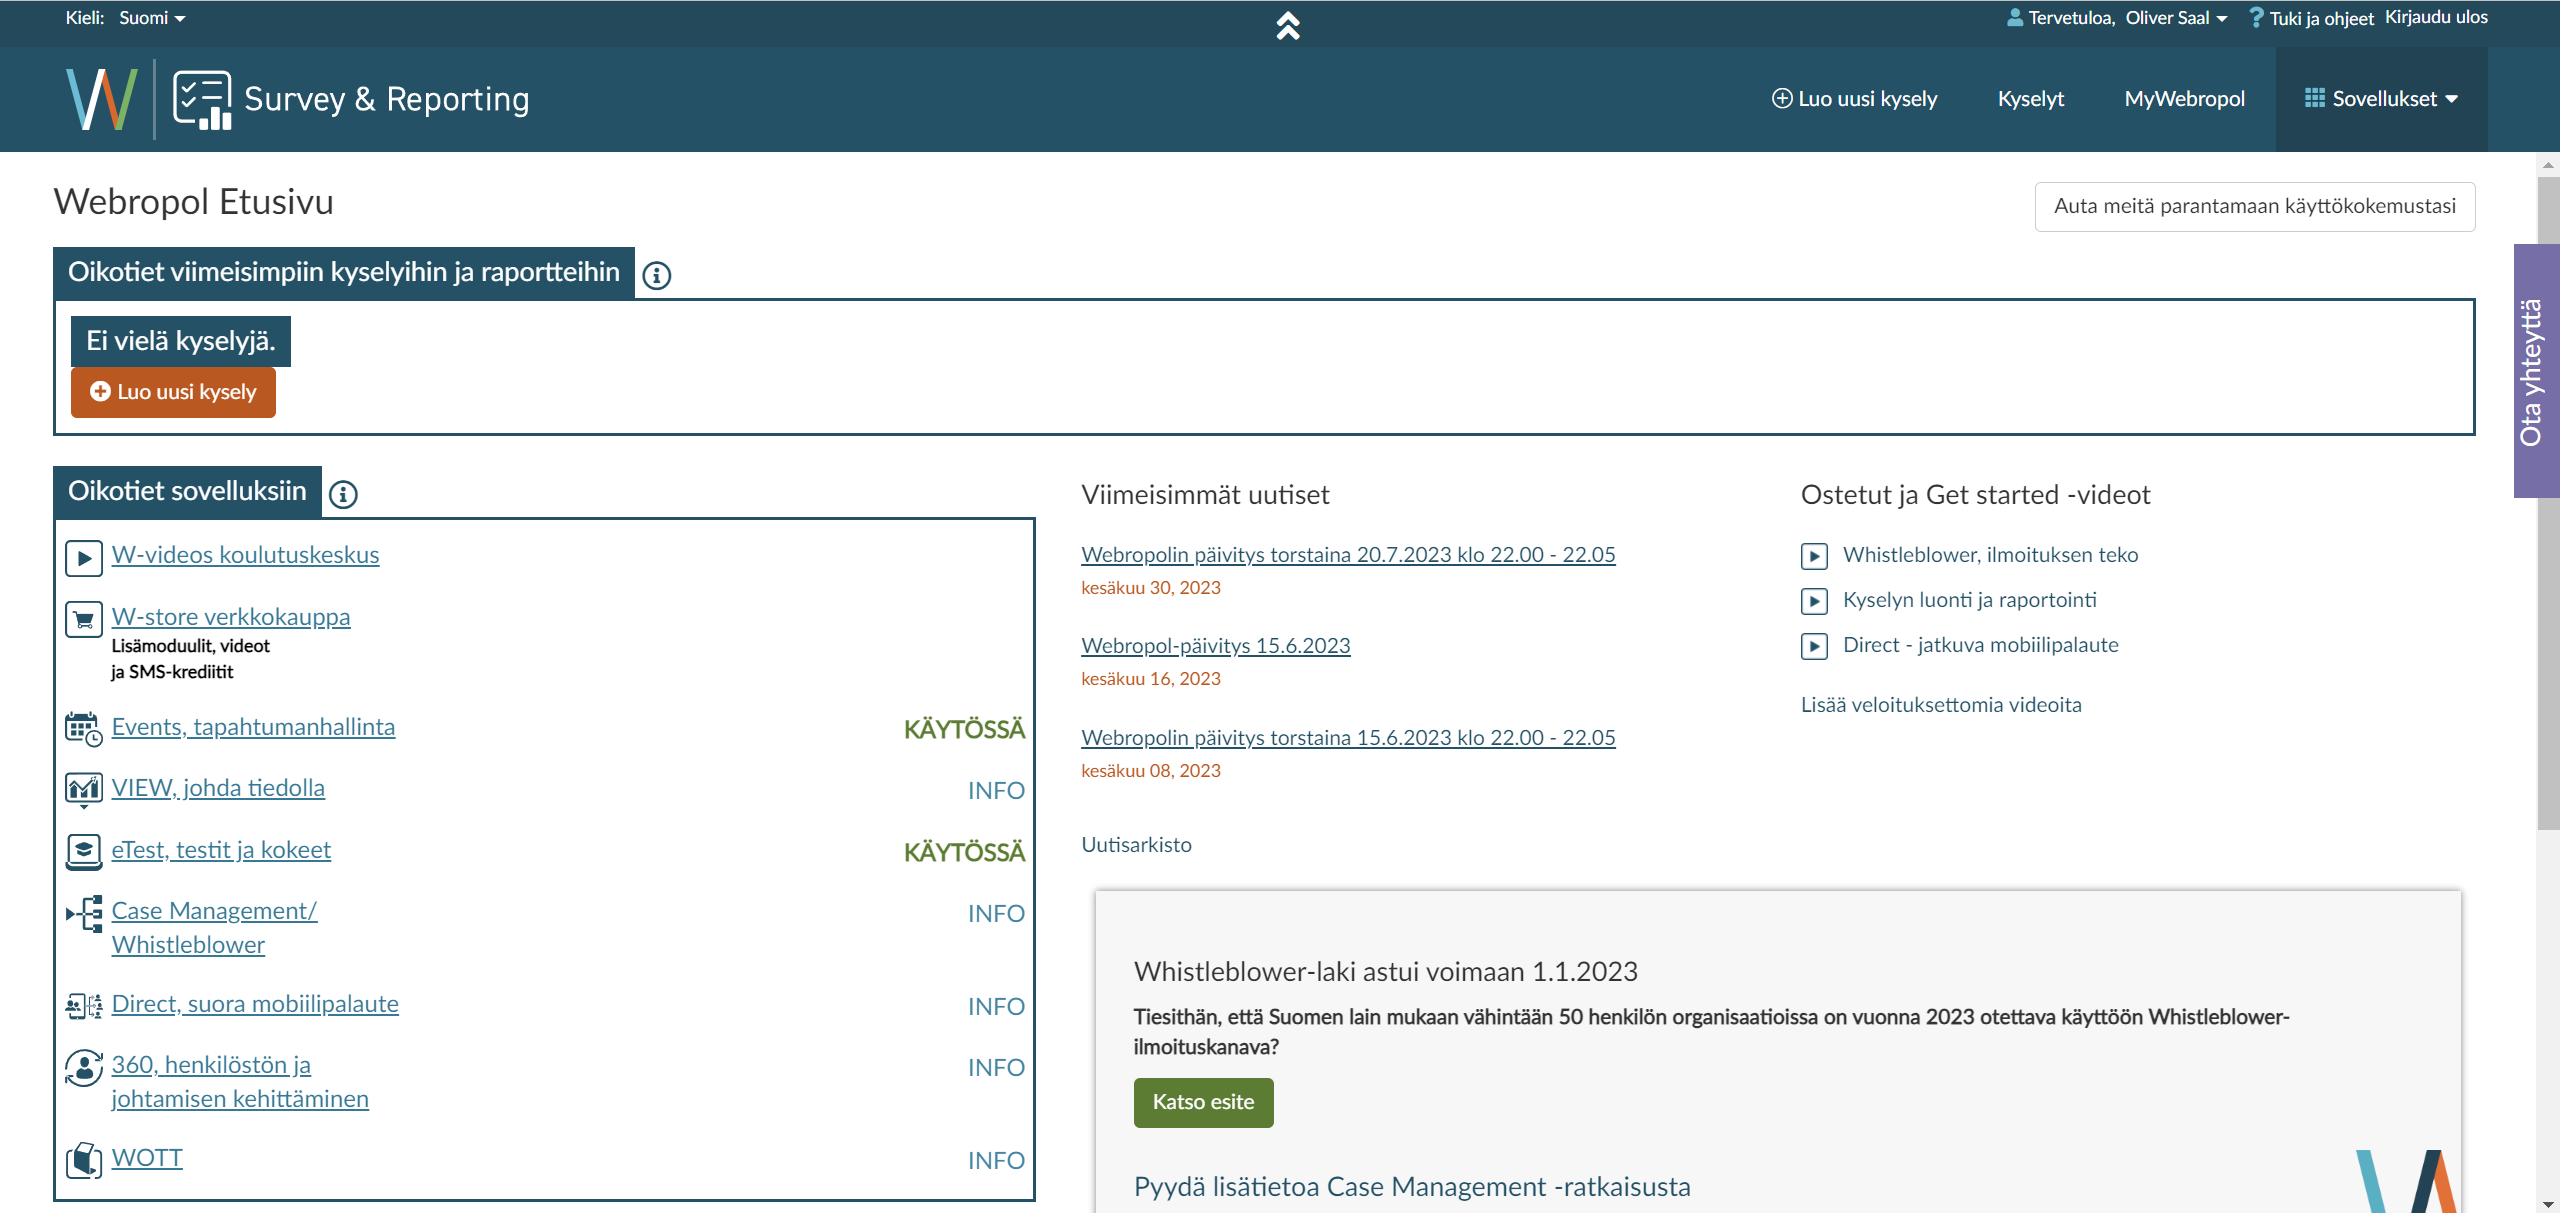 Kieli: Suomi
Tervetuloa, Oliver Saal
Tuki ja ohjeet
Kirjaudu ulos
Survey & Reporting
Luo uusi kysely
Kyselyt
MyWebropol
Sovellukset
Webropol Etusivu
Auta meitä parantamaan käyttökokemustasi
Oikotiet viimeisimpiin kyselyihin ja raportteihin
Ei vielä kyselyjä.
Luo uusi kysely
Ota yhteyttä
Oikotiet sovelluksiin
W-videos koulutuskeskus
W-store verkkokauppa
Lisämoduulit, videot
ja SMS-krediitit
Events, tapahtumanhallinta KÄYTÖSSÄ
VIEW, johda tiedolla INFO
eTest, testit ja kokeet KÄYTÖSSÄ
Case Management/ INFO
Whistleblower
Direct, suora mobiilipalaute INFO
360, henkilöstön ja INFO
johtamisen kehittäminen
WOTT INFO
Viimeisimmät uutiset
Webropolin päivitys torstaina 20.7.2023 klo 22.00 - 22.05
kesäkuu 30, 2023
Webropol-päivitys 15.6.2023
kesäkuu 16, 2023
Webropolin päivitys torstaina 15.6.2023 klo 22.00 - 22.05
kesäkuu 08, 2023
Uutisarkisto
Ostetut ja Get started -videot
Whistleblower, ilmoituksen teko
Kyselyn luonti ja raportointi
Direct - jatkuva mobiilipalaute
Lisää veloituksettomia videoita
Whistleblower-laki astui voimaan 1.1.2023
Tiesithän, että Suomen lain mukaan vähintään 50 henkilön organisaatioissa on vuonna 2023 otettava käyttöön Whistleblower-
ilmoituskanava?
Katso esite
Pyydä lisätietoa Case Management -ratkaisusta